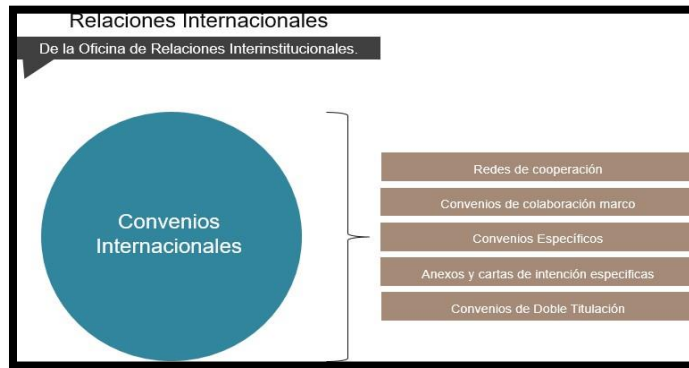 Relaciones Internacionales
De la Oficina de Relaciones Interinstitucionales.
Convenios
Internacionales
Redes de cooperación
Convenios de colaboración marco
Convenios Específicos
Anexos y cartas de intención especificas
Convenios de Doble Titulación